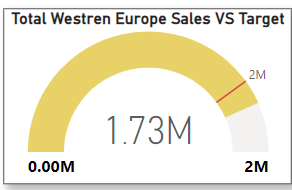 Total Westren Europe Sales VS Target
2M
1.73M
0.00M
2M